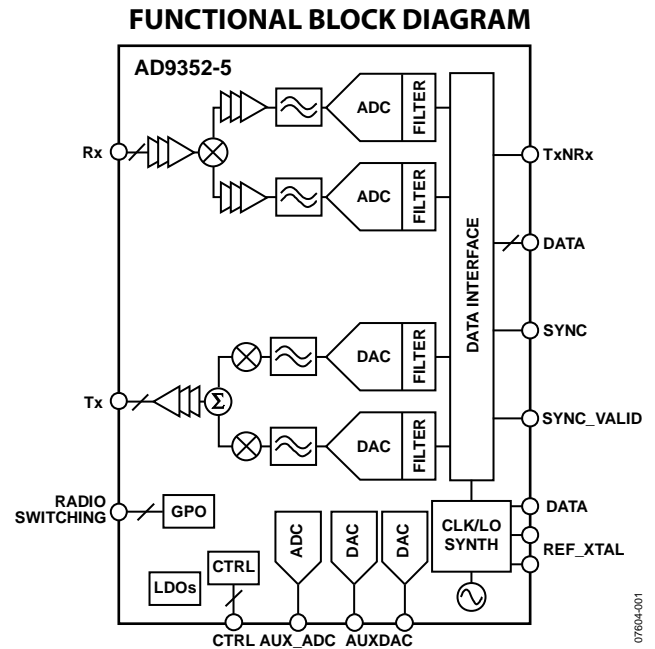 FUNCTIONAL BLOCK DIAGRAM
AD9352-5
ADC
FILTER
Rx
TxNRx
ADC
FILTER
DATA
DATA INTERFACE
SYNC
DAC
FILTER
Tx
Σ
SYNC_VALID
DAC
FILTER
RADIO
SWITCHING
GPO
DATA
CLK/LO
SYNTH
REF_XTAL
ADC
DAC
DAC
CTRL
LDOs
CTRL AUX_ADC AUXDAC
07604-001